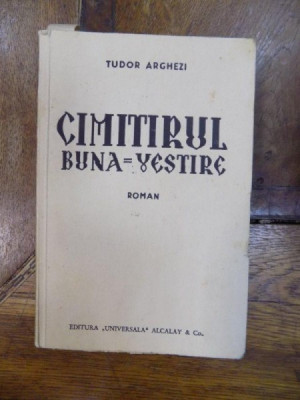 TUDOR ARGHEZI
CIMITIRUL
BUNA=VESTIRE
ROMAN
EDITURA „UNIVERSALA" ALCALAY & Co.